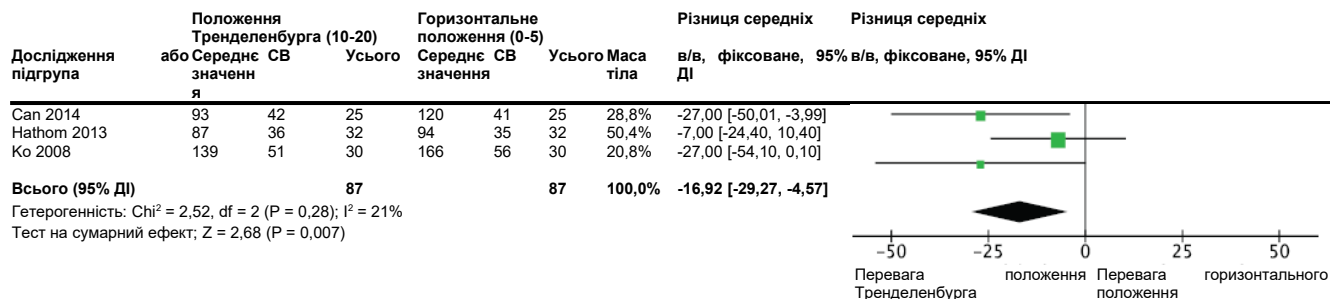 Положення Тренделенбурга (10-20) Горизонтальне положення (0-5) Різниця середніх Різниця середніх
Дослідження або підгрупа Середнє значення СВ Усього Середнє значення СВ Усього Маса тіла в/в, фіксоване, 95% ДІ в/в, фіксоване, 95% ДІ
Can 2014 93 42 25 120 41 25 28,8% -27,00 [-50,01, -3,99]
Hathom 2013 87 36 32 94 35 32 50,4% -7,00 [-24,40, 10,40]
Ko 2008 139 51 30 166 56 30 20,8% -27,00 [-54,10, 0,10]
Всього (95% ДІ) 87 87 100,0% -16,92 [-29,27, -4,57]
Гетерогенність: Chi² = 2,52, df = 2 (P = 0,28); I² = 21%
Тест на сумарний ефект; Z = 2,68 (P = 0,007)
−50 −25 0 25 50
Перевага положення Тренделенбурга Перевага горизонтального положення